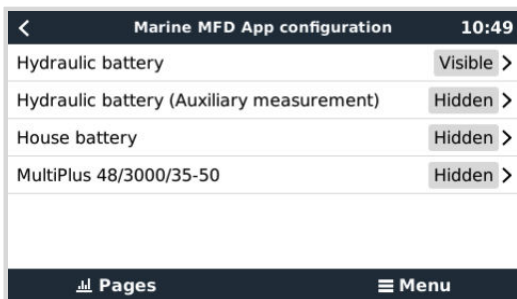 Marine MFD App configuration 10:49
Hydraulic battery Visible
Hydraulic battery (Auxiliary measurement) Hidden
House battery Hidden
MultiPlus 48/3000/35-50 Hidden
Pages Menu